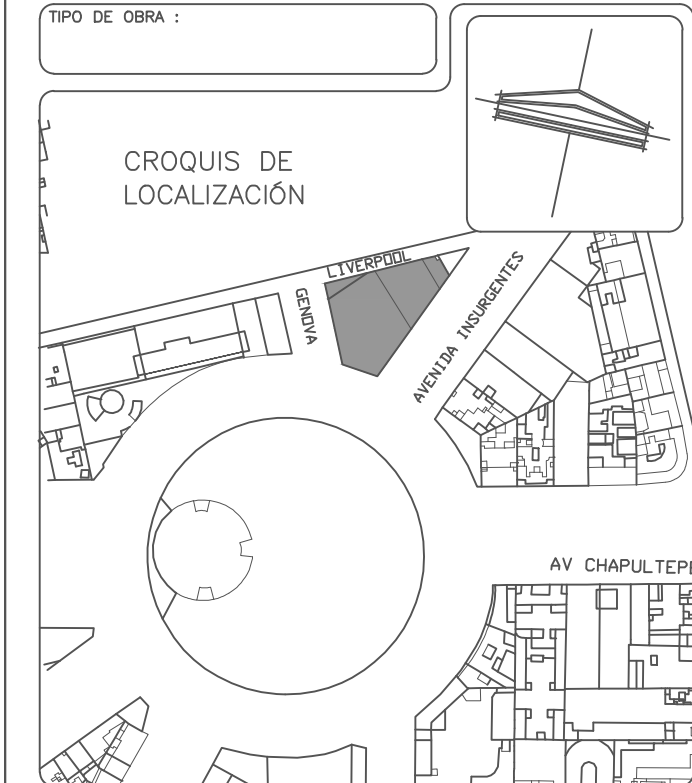 TIPO DE OBRA :
CROQUIS DE
LOCALIZACIÓN
LIVERPOOL
GENOVA
AVENIDA INSURGENTES
AV CHAPULTEPE